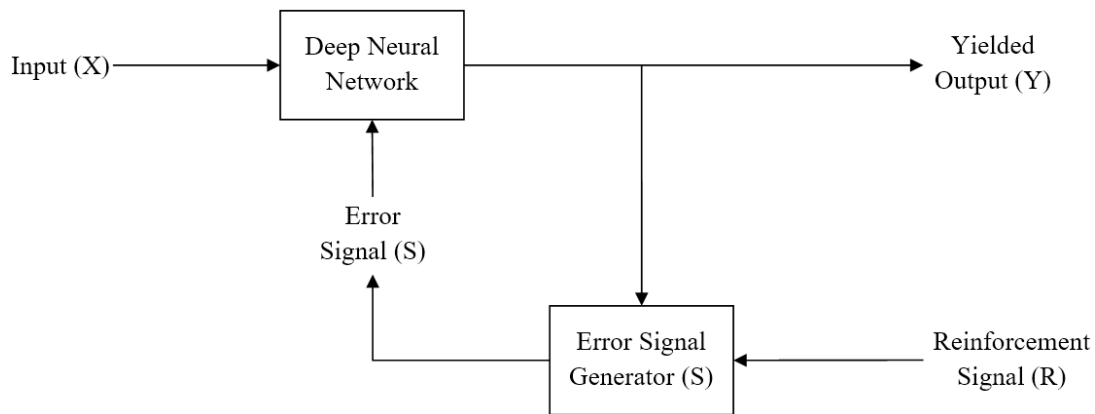 Deep Neural
Network
Input (X)
Yielded
Output (Y)
Error
Signal (S)
Error Signal
Generator (S)
Reinforcement
Signal (R)